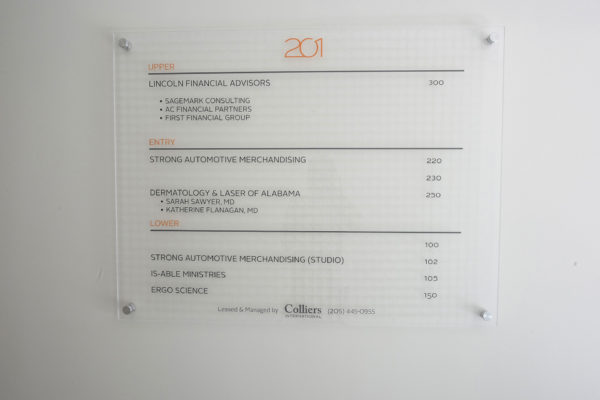 201
UPPER
LINCOLN FINANCIAL ADVISORS 300
• SAGEMARK CONSULTING
• AC FINANCIAL PARTNERS
• FIRST FINANCIAL GROUP
ENTRY
STRONG AUTOMOTIVE MERCHANDISING 220
230
DERMATOLOGY & LASER OF ALABAMA 250
• SARAH SAWYER, MD
• KATHERINE FLANAGAN, MD
LOWER
100
STRONG AUTOMOTIVE MERCHANDISING (STUDIO) 102
IS-ABLE MINISTRIES 105
ERGO SCIENCE 150
Leased & Managed by Colliers INTERNATIONAL (205) 445-0955